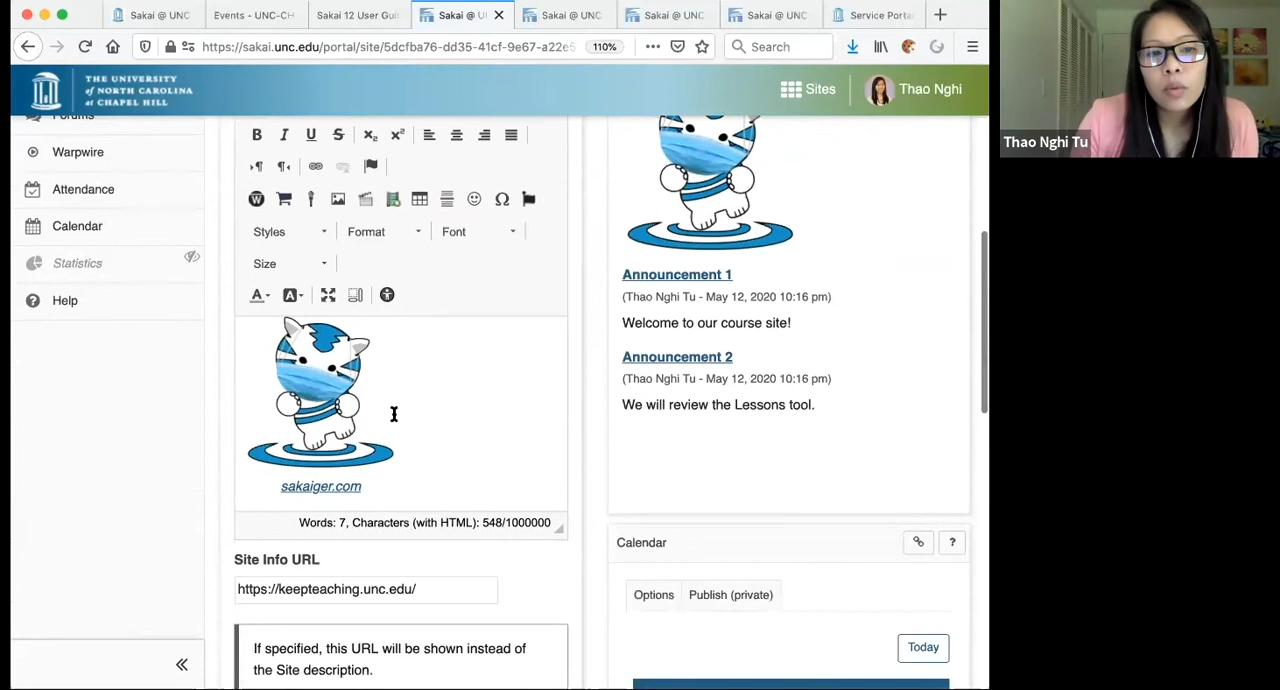 Sakai @ UNC
Events - UNC-CH
Sakai 12 User Gui
Sakai @ U
Sakai @ UNC
Sakai @ UNC
Sakai @ UNC
Service Porta
https://sakai.unc.edu/portal/site/5dcfba76-dd35-41cf-9e67-a22e5
110%
Search
THE UNIVERSITY
of NORTH CAROLINA
at CHAPEL HILL
Sites
Thao Nghi
Thao Nghi Tu
Forums
Warpwire
Attendance
Calendar
Statistics
Help
B I U S x₂ x²
Styles
Format
Font
Size
A
A
sakaiger.com
Words: 7, Characters (with HTML): 548/1000000
Site Info URL
https://keepteaching.unc.edu/
If specified, this URL will be shown instead of
the Site description.
Announcement 1
(Thao Nghi Tu - May 12, 2020 10:16 pm)
Welcome to our course site!
Announcement 2
(Thao Nghi Tu - May 12, 2020 10:16 pm)
We will review the Lessons tool.
Calendar
?
Options
Publish (private)
Today